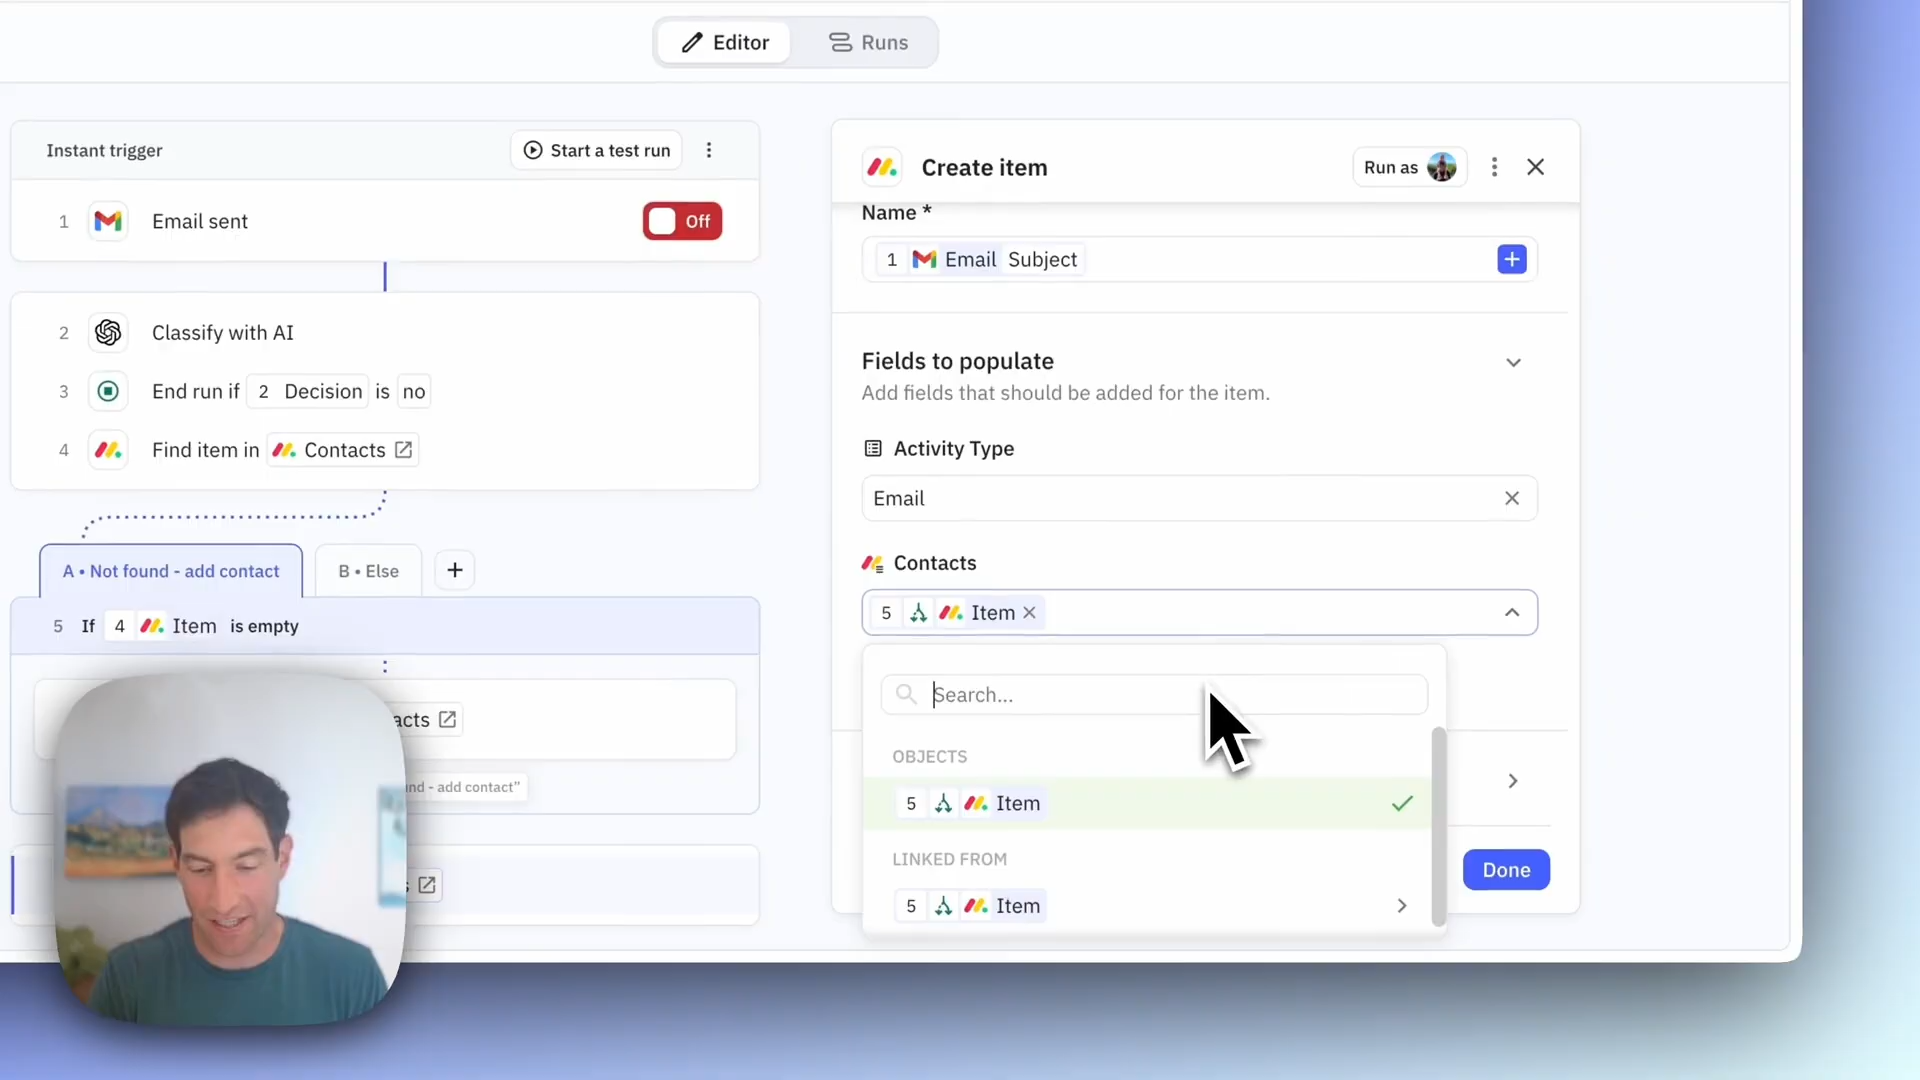 Editor
Runs
Instant trigger
Start a test run
1 Email sent
Off
2 Classify with AI
3 End run if 2 Decision is no
4 Find item in Contacts
A • Not found - add contact
B • Else
+
5 If 4 Item is empty
acts
nd - add contact”
s
Create item
Run as
Name *
1 Email Subject
+
Fields to populate
Add fields that should be added for the item.
Activity Type
Email
Contacts
5 Item
Search...
OBJECTS
5 Item
LINKED FROM
5 Item
Done